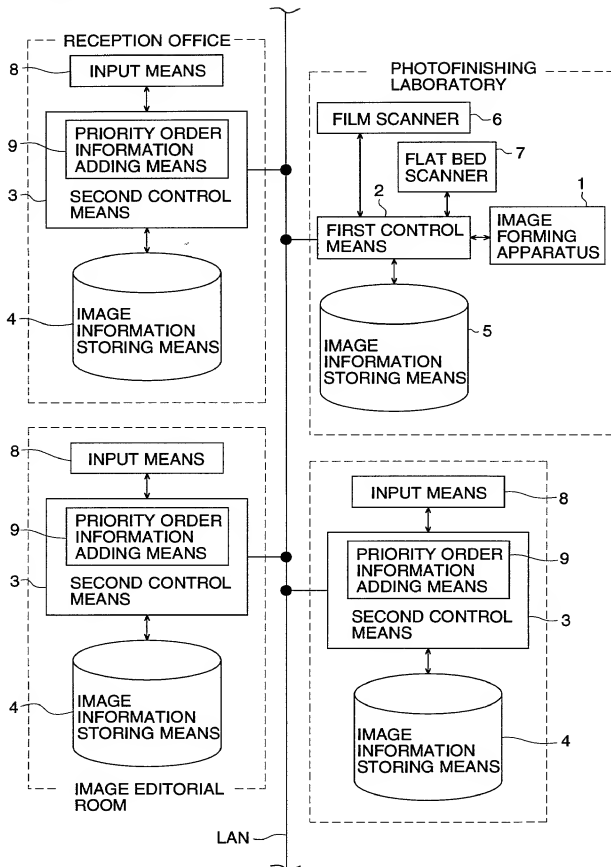 RECEPTION OFFICE
8
INPUT MEANS
9
PRIORITY ORDER
INFORMATION
ADDING MEANS
3
SECOND CONTROL
MEANS
4
IMAGE
INFORMATION
STORING MEANS
PHOTOFINISHING
LABORATORY
FILM SCANNER
6
FLAT BED
SCANNER
7
2
FIRST CONTROL
MEANS
1
IMAGE
FORMING
APPARATUS
IMAGE
INFORMATION
STORING MEANS
5
8
INPUT MEANS
9
PRIORITY ORDER
INFORMATION
ADDING MEANS
3
SECOND CONTROL
MEANS
4
IMAGE
INFORMATION
STORING MEANS
IMAGE EDITORIAL
ROOM
INPUT MEANS
8
PRIORITY ORDER
INFORMATION
ADDING MEANS
9
SECOND CONTROL
MEANS
3
IMAGE
INFORMATION
STORING MEANS
4
LAN